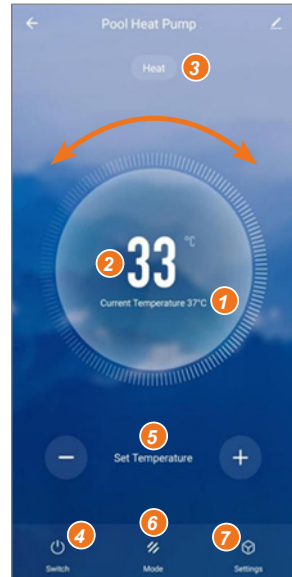 Pool Heat Pump
Heat 3
2 33 °C
Current Temperature 37°C 1
5
Set Temperature
4 6 7
Switch Mode Settings